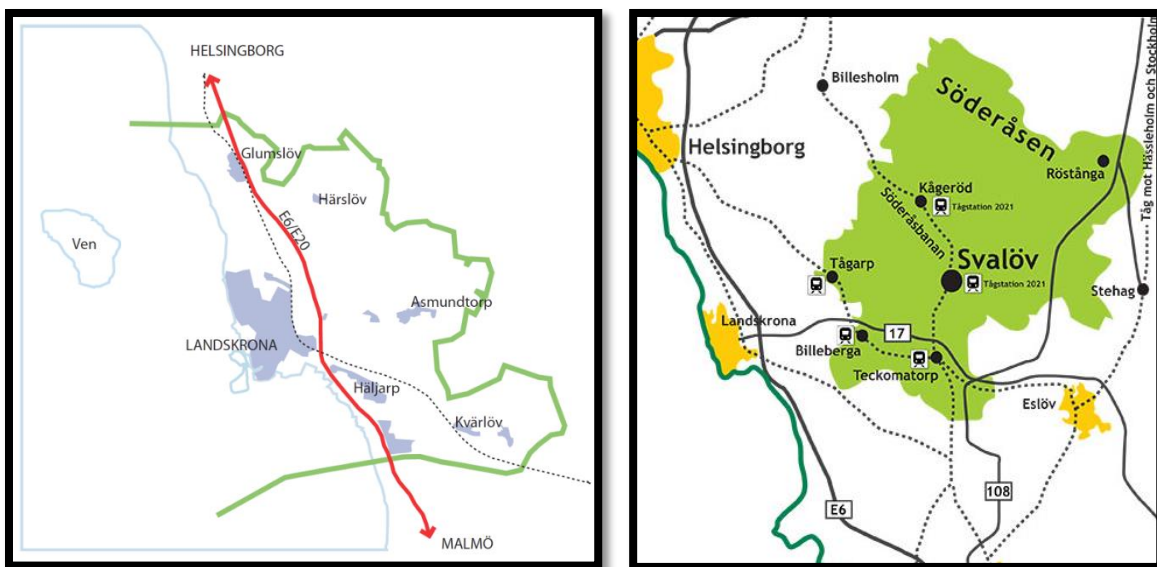 HELSINGBORG
Glumslöv
Härslöv
E6/E20
Ven
Asmundtorp
LANDSKRONA
Häljarp
Kvärlöv
MALMÖ
Billesholm
Söderåsen
Helsingborg
Röstånga
Kågeröd
Tågstation 2021
Söderåsbanan
Tåg mot Hässleholm och Stockholm
Svalöv
Tågarp
Tågstation 2021
Stehag
Landskrona
17
Billeberga
Teckomatorp
Eslöv
108
E6